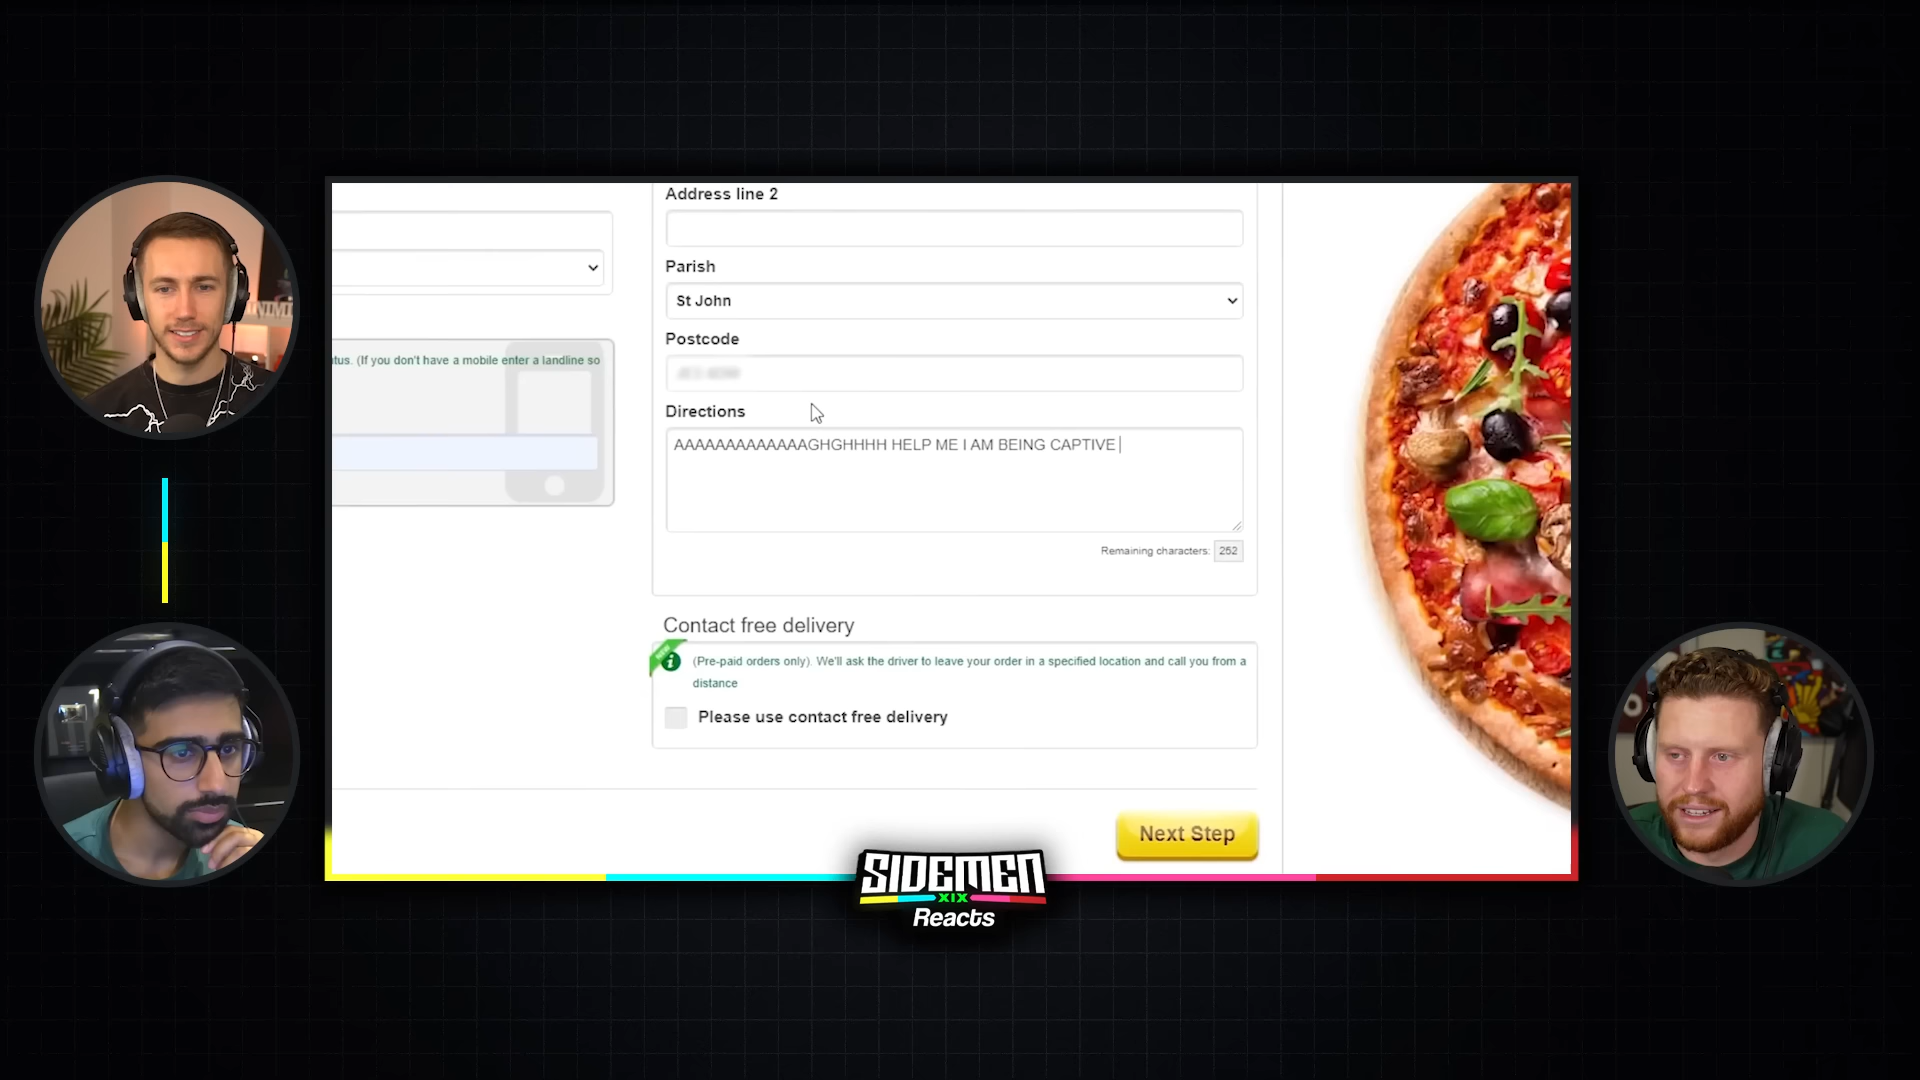 Address line 2
Parish
St John
Postcode
Directions
AAAAAAAAAAAAAGHGHHHH HELP ME I AM BEING CAPTIVE
Remaining characters: 252
tus. (If you don't have a mobile enter a landline so
Contact free delivery
NEW
(Pre-paid orders only). We'll ask the driver to leave your order in a specified location and call you from a
distance
Please use contact free delivery
Next Step
SIDEMEN
XIX
Reacts